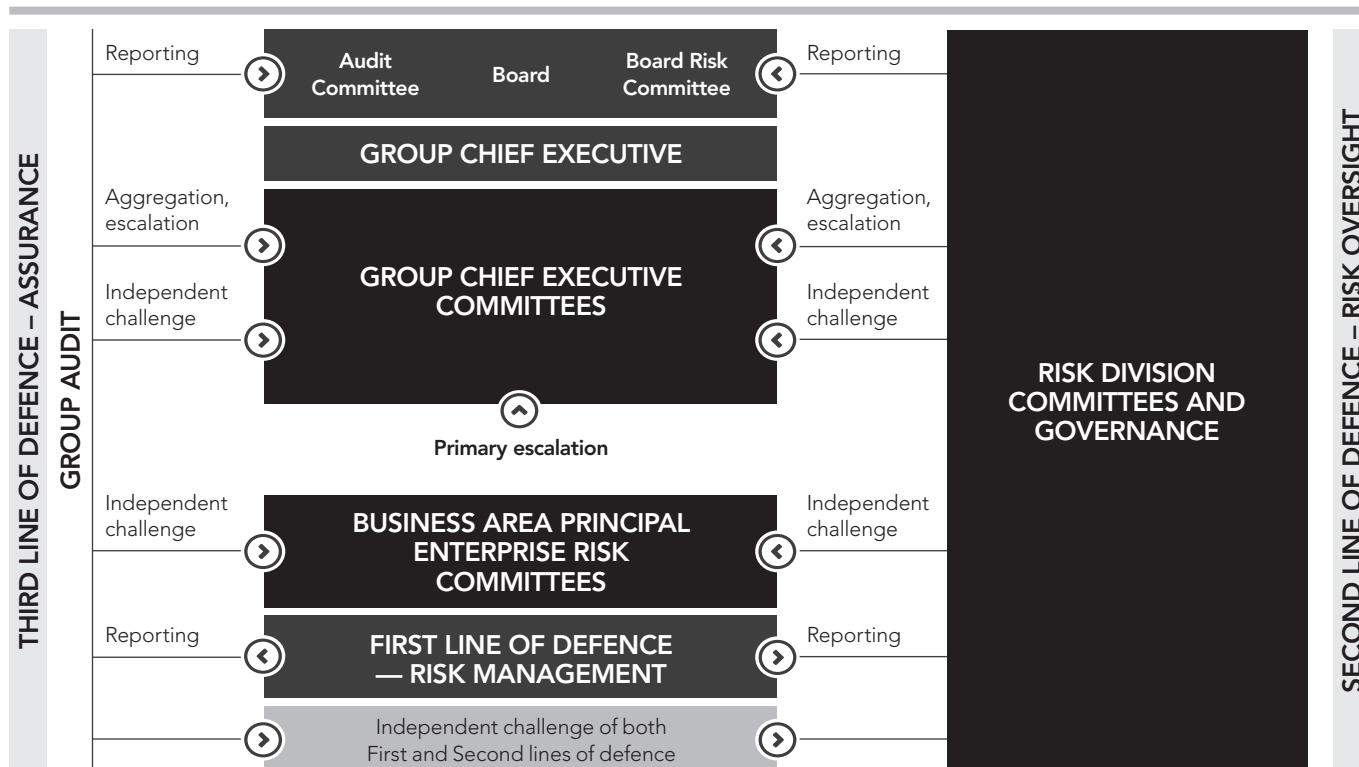 THIRD LINE OF DEFENCE – ASSURANCE
GROUP AUDIT
Reporting
Aggregation,
escalation
Independent
challenge
Independent
challenge
Reporting
Audit
Committee
Board
Board Risk
Committee
GROUP CHIEF EXECUTIVE
GROUP CHIEF EXECUTIVE
COMMITTEES
Primary escalation
BUSINESS AREA PRINCIPAL
ENTERPRISE RISK
COMMITTEES
FIRST LINE OF DEFENCE
— RISK MANAGEMENT
Independent challenge of both
First and Second lines of defence
Reporting
Aggregation,
escalation
Independent
challenge
Independent
challenge
Reporting
RISK DIVISION
COMMITTEES AND
GOVERNANCE
SECOND LINE OF DEFENCE – RISK OVERSIGHT